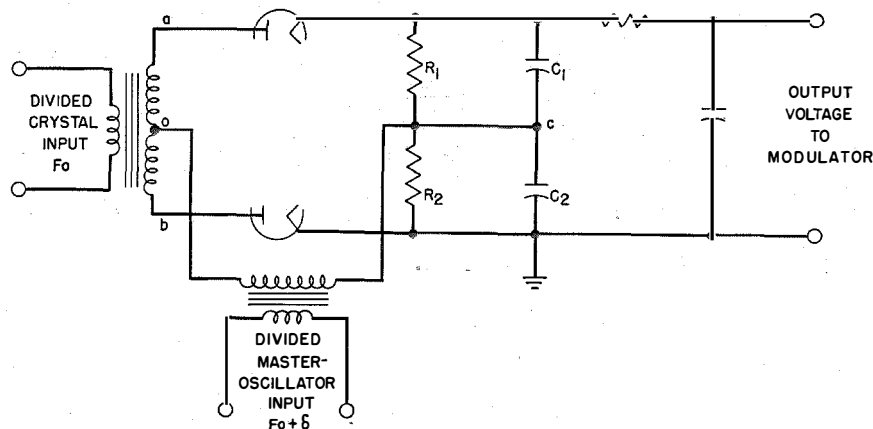 a
DIVIDED
CRYSTAL
INPUT
Fo
o
b
R1
C1
c
R2
C2
OUTPUT
VOLTAGE
TO
MODULATOR
DIVIDED
MASTER-
OSCILLATOR
INPUT
Fo+δ